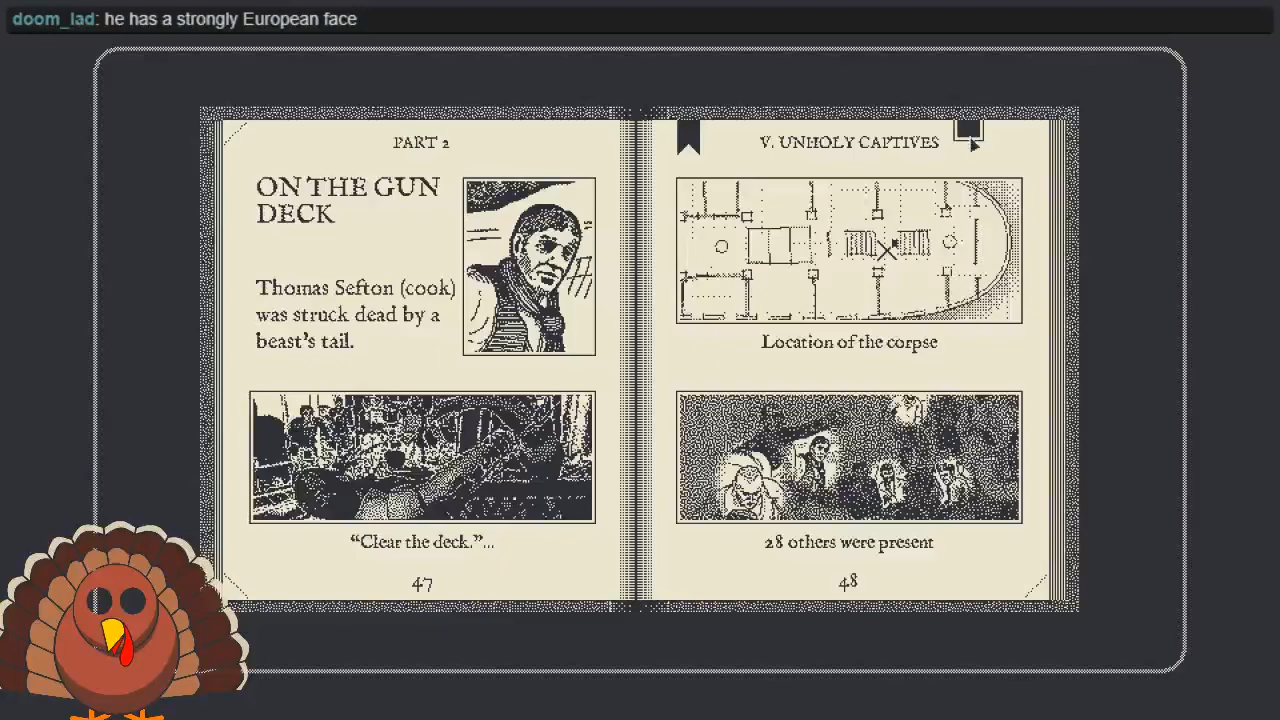 doom_lad: he has a strongly European face
PART 2
ON THE GUN
DECK
Thomas Sefton (cook)
was struck dead by a
beast's tail.
"Clear the deck."...
47
V. UNHOLY CAPTIVES
Location of the corpse
28 others were present
48